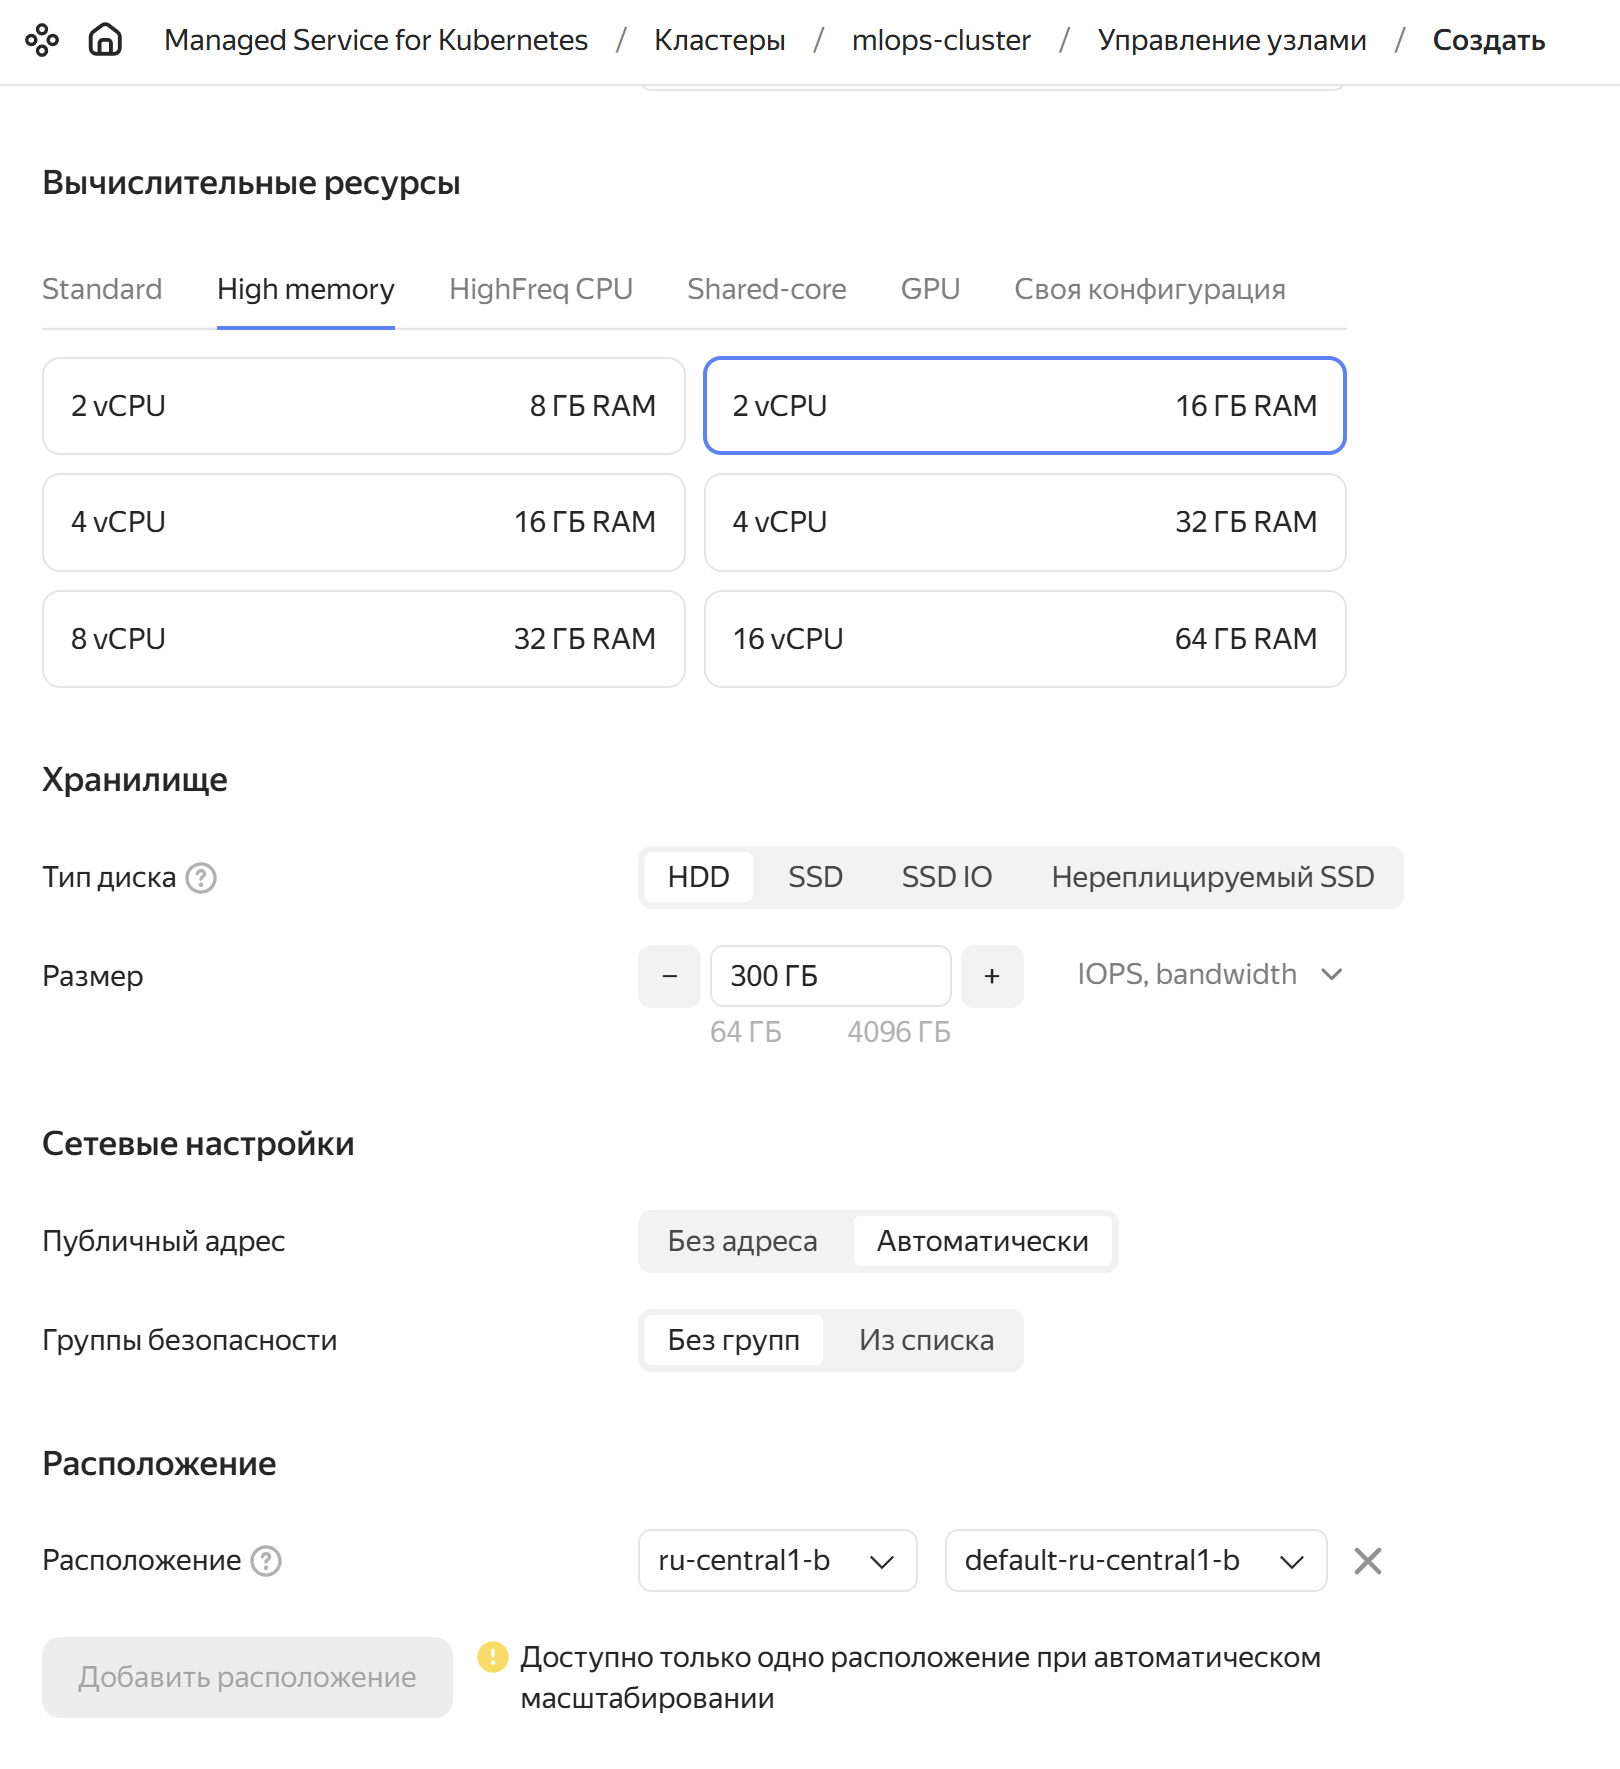 Managed Service for Kubernetes / Кластеры / mlops-cluster / Управление узлами / Создать
Вычислительные ресурсы
Standard High memory HighFreq CPU Shared-core GPU Своя конфигурация
2 vCPU 8 ГБ RAM 2 vCPU 16 ГБ RAM
4 vCPU 16 ГБ RAM 4 vCPU 32 ГБ RAM
8 vCPU 32 ГБ RAM 16 vCPU 64 ГБ RAM
Хранилище
Тип диска ? HDD SSD SSD IO Нереплицируемый SSD
Размер − 300 ГБ + IOPS, bandwidth
64 ГБ 4096 ГБ
Сетевые настройки
Публичный адрес Без адреса Автоматически
Группы безопасности Без групп Из списка
Расположение
Расположение ? ru-central1-b default-ru-central1-b
Добавить расположение ! Доступно только одно расположение при автоматическом
масштабировании